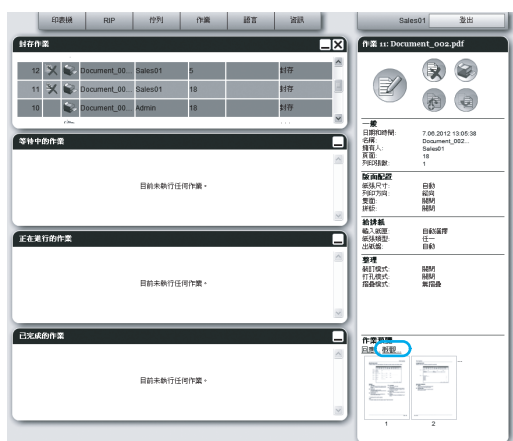 印表機 RIP 佇列 作業 語言 資訊 Sales01 登出
封存作業
12 Document_00... Sales01 5 封存
11 Document_00... Sales01 18 封存
10 Document_00... Admin 18 封存
等待中的作業
目前未執行任何作業。
正在進行的作業
目前未執行任何作業。
已完成的作業
目前未執行任何作業。
作業 11: Document_002.pdf
一般
日期和時間: 7.06.2012 13:05:38
名稱: Document_002...
擁有人: Sales01
頁面: 18
列印張數: 1
版面配置
紙張尺寸: 自動
列印方向: 縱向
雙面: 關閉
拼版: 關閉
給排紙
輸入紙匣: 自動選擇
紙張類型: 任一
出紙盤: 自動
整理
裝訂模式: 關閉
打孔模式: 關閉
摺疊模式: 無摺疊
作業預覽
概觀...
1 2